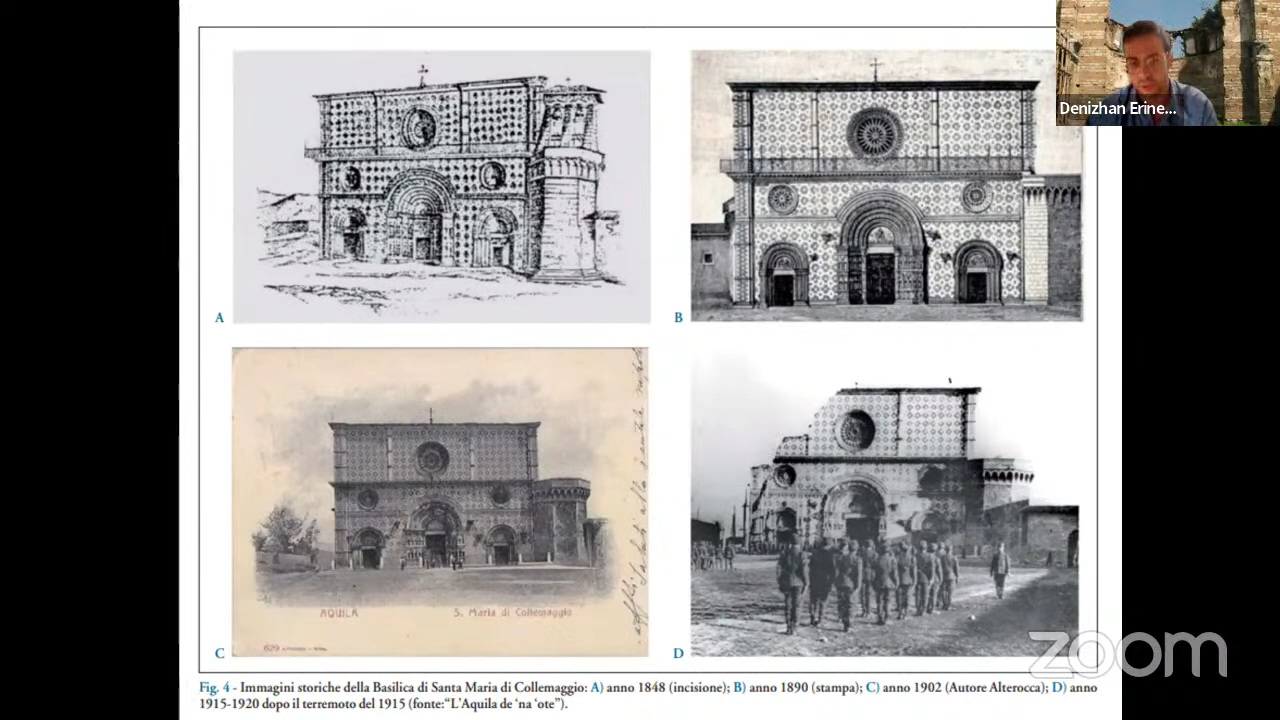 Denizhan Erine...
A
B
AQUILA
S. Maria di Collemaggio
629
C
D
zoom
Fig. 4 - Immagini storiche della Basilica di Santa Maria di Collemaggio: A) anno 1848 (incisione); B) anno 1890 (stampa); C) anno 1902 (Autore Alterocca); D) anno
1915-1920 dopo il terremoto del 1915 (fonte:“L’Aquila de ‘na ‘ote”).